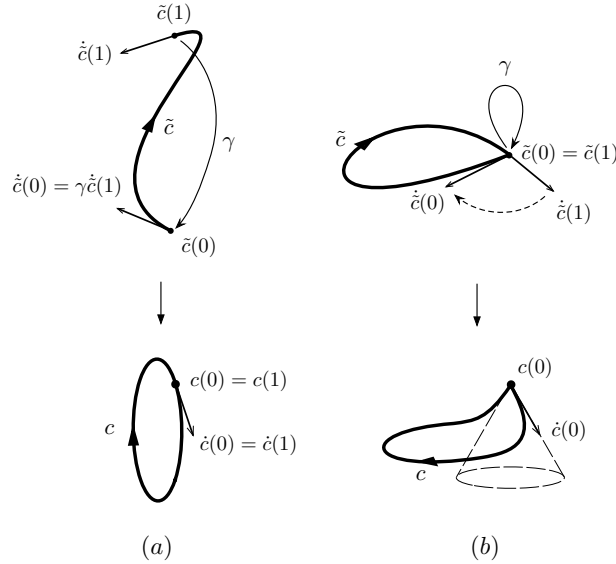 c̃(1)
ċ̃(1)
c̃
γ
ċ̃(0) = γċ̃(1)
c̃(0)
c
c(0) = c(1)
ċ(0) = ċ(1)
(a)
γ
c̃
c̃(0) = c̃(1)
ċ̃(0)
ċ̃(1)
c(0)
ċ(0)
c
(b)